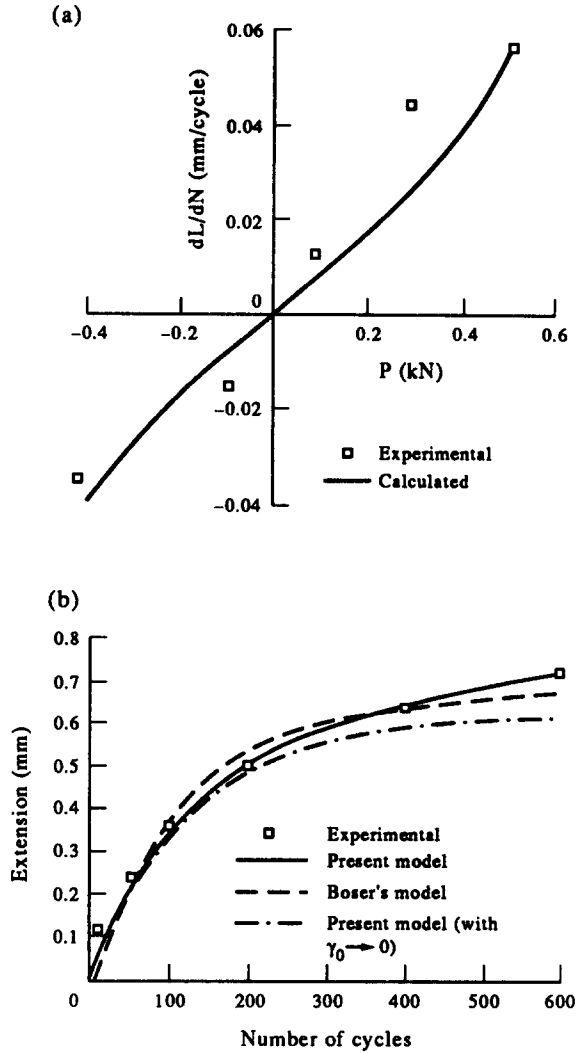 (a)
0.06
0.04
0.02
0
dL/dN (mm/cycle)
−0.4
−0.2
0.2
0.4
0.6
P (kN)
−0.02
−0.04
Experimental
Calculated
(b)
0.8
0.7
0.6
0.5
0.4
0.3
0.2
0.1
0
Extension (mm)
Experimental
Present model
Boser's model
Present model (with
γ₀→0)
100
200
300
400
500
600
Number of cycles